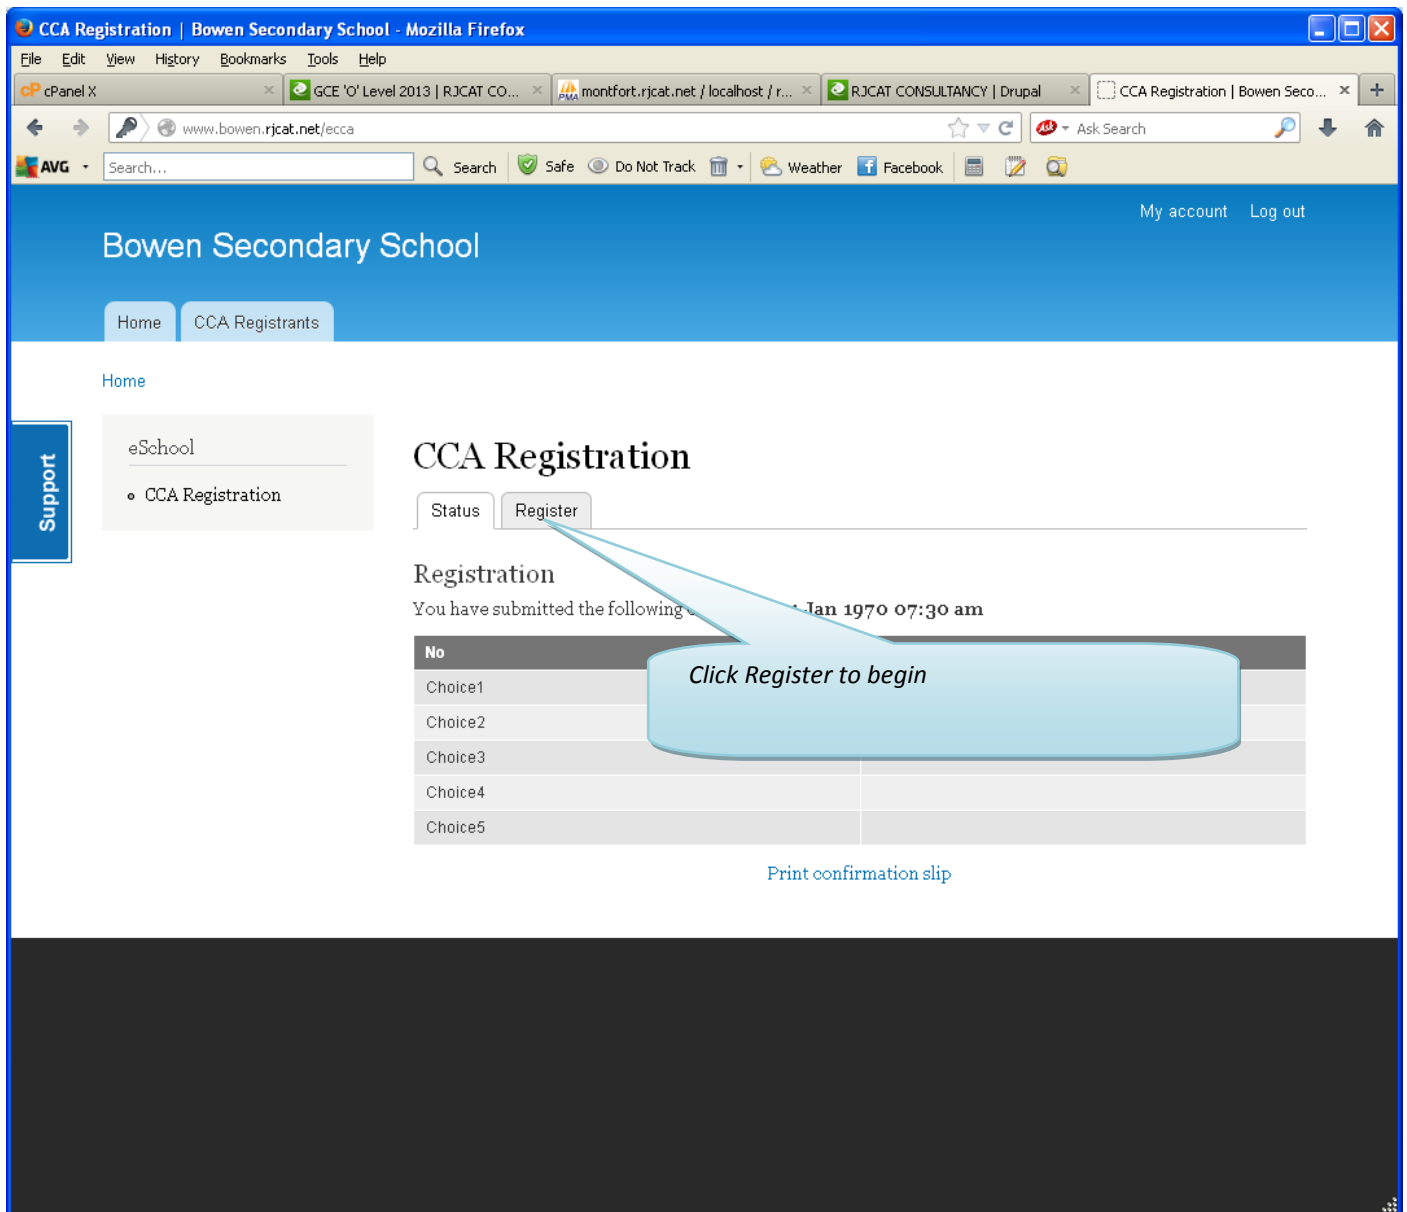 CCA Registration | Bowen Secondary School - Mozilla Firefox
File Edit View History Bookmarks Tools Help
cP cPanel X GCE 'O' Level 2013 | RJCAT CO... PMA montfort.rjcat.net / localhost / r... RJCAT CONSULTANCY | Drupal CCA Registration | Bowen Seco...
www.bowen.rjcat.net/ecca Ask Ask Search
AVG Search... Search Safe Do Not Track Weather Facebook
My account Log out
Bowen Secondary School
Home CCA Registrants
Home
Support
eSchool
CCA Registration
CCA Registration
Status Register
Registration
You have submitted the following Jan 1970 07:30 am
No
Click Register to begin
Choice1
Choice2
Choice3
Choice4
Choice5
Print confirmation slip